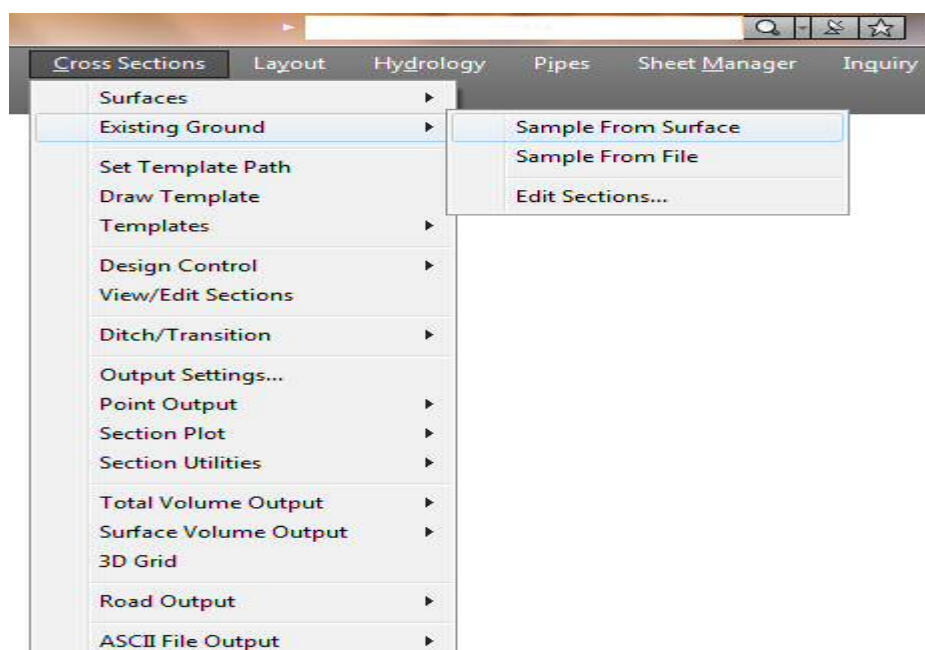 Cross Sections Layout Hydrology Pipes Sheet Manager Inquiry
Surfaces
Existing Ground
Sample From Surface
Sample From File
Edit Sections...
Set Template Path
Draw Template
Templates
Design Control
View/Edit Sections
Ditch/Transition
Output Settings...
Point Output
Section Plot
Section Utilities
Total Volume Output
Surface Volume Output
3D Grid
Road Output
ASCII File Output